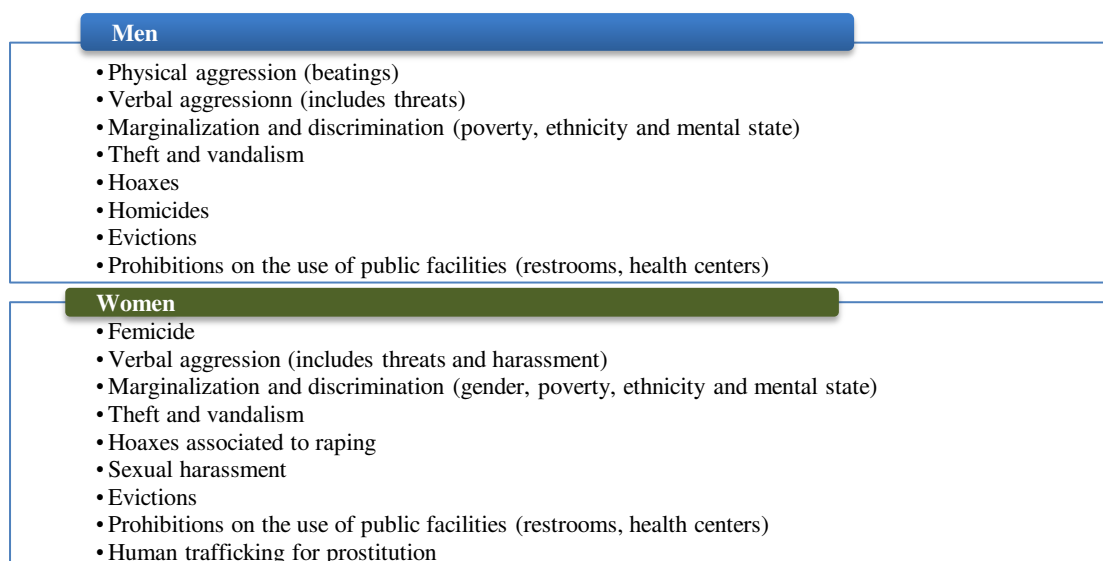 Men
• Physical aggression (beatings)
• Verbal aggressionn (includes threats)
• Marginalization and discrimination (poverty, ethnicity and mental state)
• Theft and vandalism
• Hoaxes
• Homicides
• Evictions
• Prohibitions on the use of public facilities (restrooms, health centers)
Women
• Femicide
• Verbal aggression (includes threats and harassment)
• Marginalization and discrimination (gender, poverty, ethnicity and mental state)
• Theft and vandalism
• Hoaxes associated to raping
• Sexual harassment
• Evictions
• Prohibitions on the use of public facilities (restrooms, health centers)
• Human trafficking for prostitution